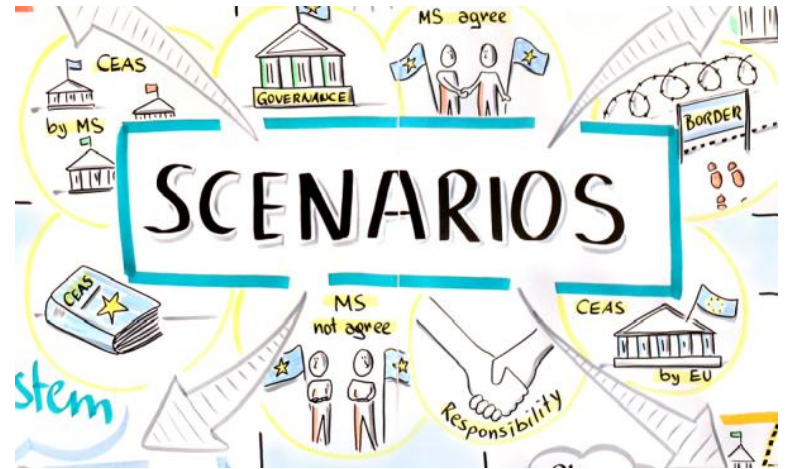 CEAS
by MS
GOVERNANCE
MS agree
BORDER
SCENARIOS
CEAS
MS
not agree
Responsibility
CEAS
by EU
stem